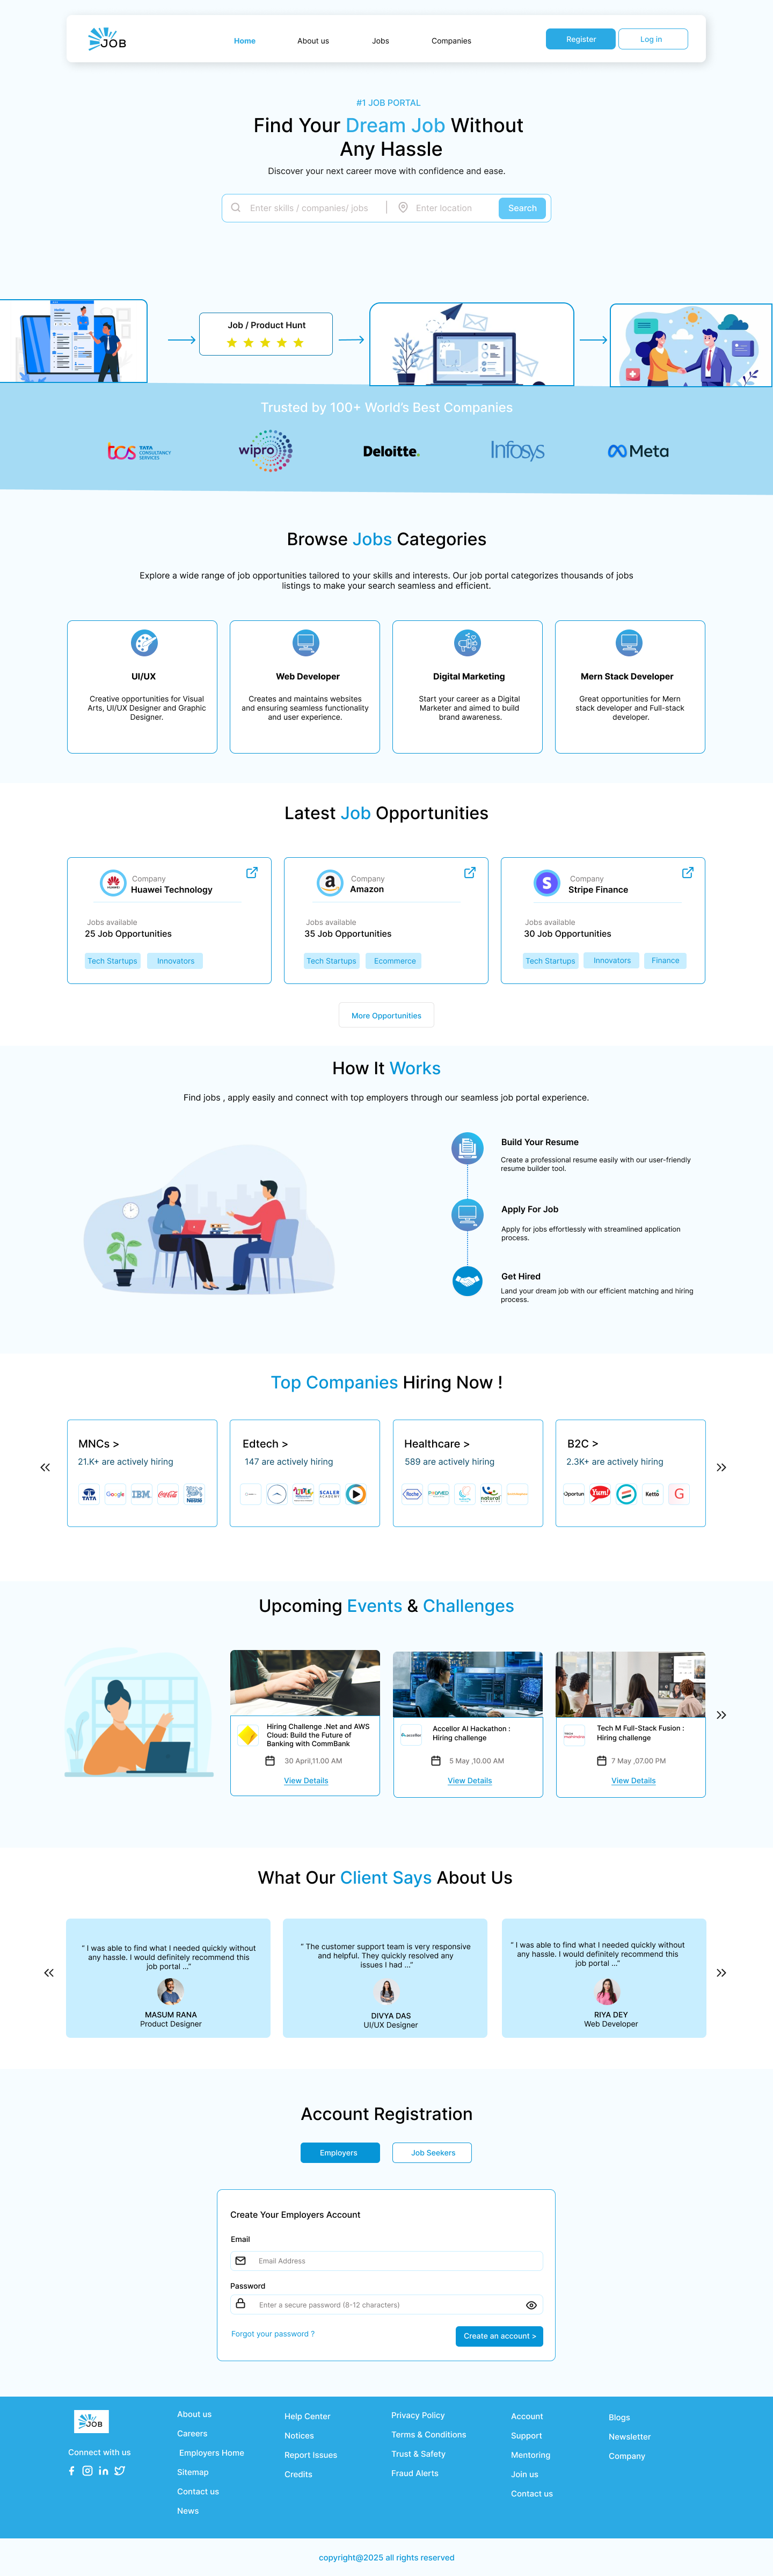 JOB
Home
About us
Jobs
Companies
Register
Log in
#1 JOB PORTAL
Find Your Dream Job Without
Any Hassle
Discover your next career move with confidence and ease.
Enter skills / companies/ jobs
Enter location
Search
Job / Product Hunt
Trusted by 100+ World's Best Companies
tcs TATA
CONSULTANCY
SERVICES
wipro
Deloitte.
Infosys
Meta
Browse Jobs Categories
Explore a wide range of job opportunities tailored to your skills and interests. Our job portal categorizes thousands of jobs
listings to make your search seamless and efficient.
UI/UX
Creative opportunities for Visual
Arts, UI/UX Designer and Graphic
Designer.
Web Developer
Creates and maintains websites
and ensuring seamless functionality
and user experience.
Digital Marketing
Start your career as a Digital
Marketer and aimed to build
brand awareness.
Mern Stack Developer
Great opportunities for Mern
stack developer and Full-stack
developer.
Latest Job Opportunities
Company
Huawei Technology
Jobs available
25 Job Opportunities
Tech Startups
Innovators
Company
Amazon
Jobs available
35 Job Opportunities
Tech Startups
Ecommerce
Company
Stripe Finance
Jobs available
30 Job Opportunities
Tech Startups
Innovators
Finance
More Opportunities
How It Works
Find jobs , apply easily and connect with top employers through our seamless job portal experience.
Build Your Resume
Create a professional resume easily with our user-friendly
resume builder tool.
Apply For Job
Apply for jobs effortlessly with streamlined application
process.
Get Hired
Land your dream job with our efficient matching and hiring
process.
Top Companies Hiring Now !
MNCs >
21.K+ are actively hiring
TATA
Google
IBM
Coca-Cola
Nestlé
Edtech >
147 are actively hiring
SCALER
ACADEMY
Healthcare >
589 are actively hiring
Roche
natural
B2C >
2.3K+ are actively hiring
Oportun
Yum!
Ketto
G
Upcoming Events & Challenges
Hiring Challenge .Net and AWS
Cloud: Build the Future of
Banking with CommBank
30 April,11.00 AM
View Details
accellor
Accellor AI Hackathon :
Hiring challenge
5 May ,10.00 AM
View Details
Tech M Full-Stack Fusion :
Hiring challenge
7 May ,07.00 PM
View Details
What Our Client Says About Us
“ I was able to find what I needed quickly without
any hassle. I would definitely recommend this
job portal ...”
MASUM RANA
Product Designer
“ The customer support team is very responsive
and helpful. They quickly resolved any
issues I had ...”
DIVYA DAS
UI/UX Designer
“ I was able to find what I needed quickly without
any hassle. I would definitely recommend this
job portal ...”
RIYA DEY
Web Developer
Account Registration
Employers
Job Seekers
Create Your Employers Account
Email
Email Address
Password
Enter a secure password (8-12 characters)
Forgot your password ?
Create an account >
JOB
Connect with us
About us
Careers
Employers Home
Sitemap
Contact us
News
Help Center
Notices
Report Issues
Credits
Privacy Policy
Terms & Conditions
Trust & Safety
Fraud Alerts
Account
Support
Mentoring
Join us
Contact us
Blogs
Newsletter
Company
copyright@2025 all rights reserved